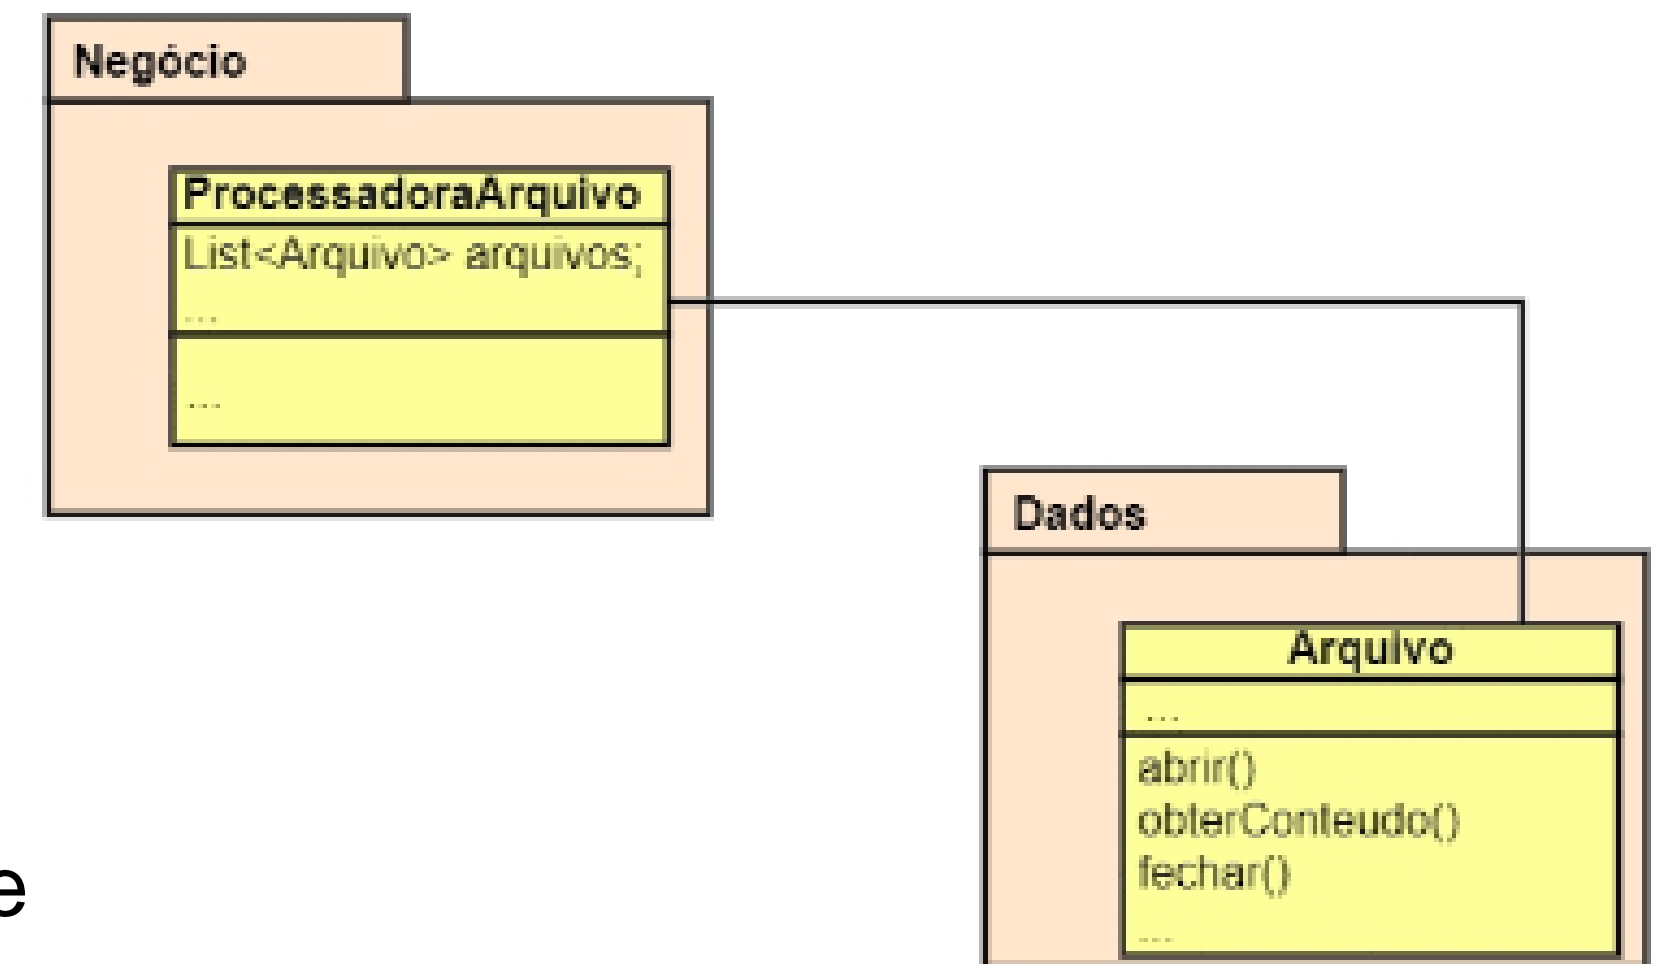 Negócio
ProcessadoraArquivo
List<Arquivo> arquivos;
...
...
Dados
Arquivo
...
abrir()
obterConteudo()
fechar()
...
e